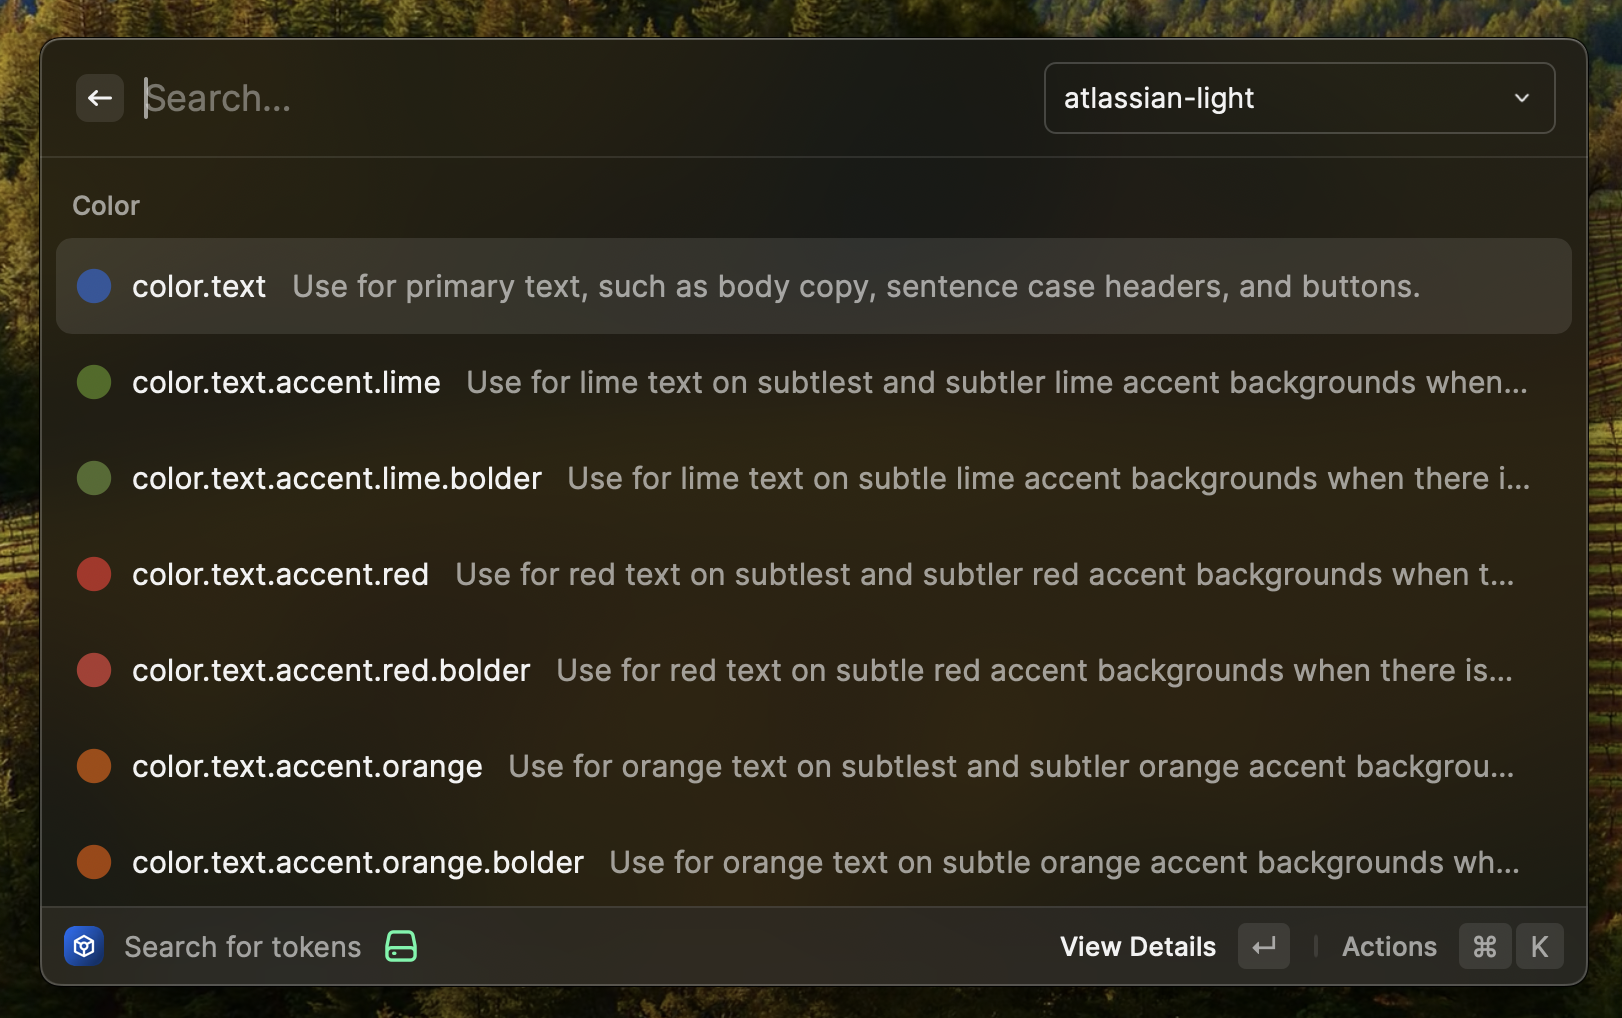 Search...
atlassian-light
Color
color.text Use for primary text, such as body copy, sentence case headers, and buttons.
color.text.accent.lime Use for lime text on subtlest and subtler lime accent backgrounds when...
color.text.accent.lime.bolder Use for lime text on subtle lime accent backgrounds when there i...
color.text.accent.red Use for red text on subtlest and subtler red accent backgrounds when t...
color.text.accent.red.bolder Use for red text on subtle red accent backgrounds when there is...
color.text.accent.orange Use for orange text on subtlest and subtler orange accent backgrou...
color.text.accent.orange.bolder Use for orange text on subtle orange accent backgrounds wh...
Search for tokens View Details ↵ Actions ⌘ K